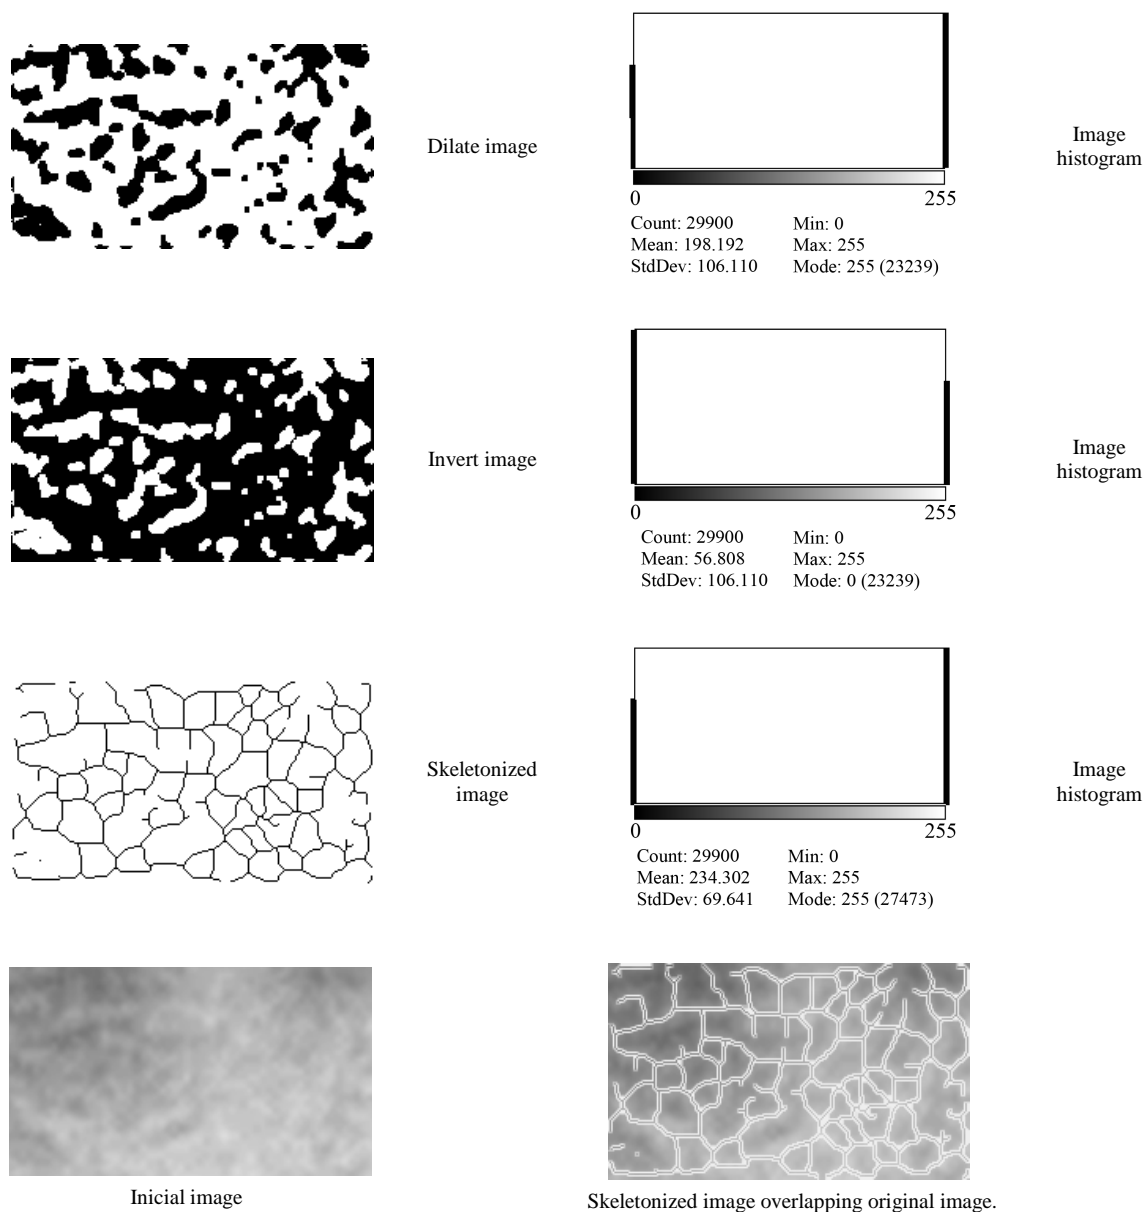 Dilate image
0
255
Count: 29900 Min: 0
Mean: 198.192 Max: 255
StdDev: 106.110 Mode: 255 (23239)
Image
histogram
Invert image
0
255
Count: 29900 Min: 0
Mean: 56.808 Max: 255
StdDev: 106.110 Mode: 0 (23239)
Image
histogram
Skeletonized
image
0
255
Count: 29900 Min: 0
Mean: 234.302 Max: 255
StdDev: 69.641 Mode: 255 (27473)
Image
histogram
Inicial image
Skeletonized image overlapping original image.